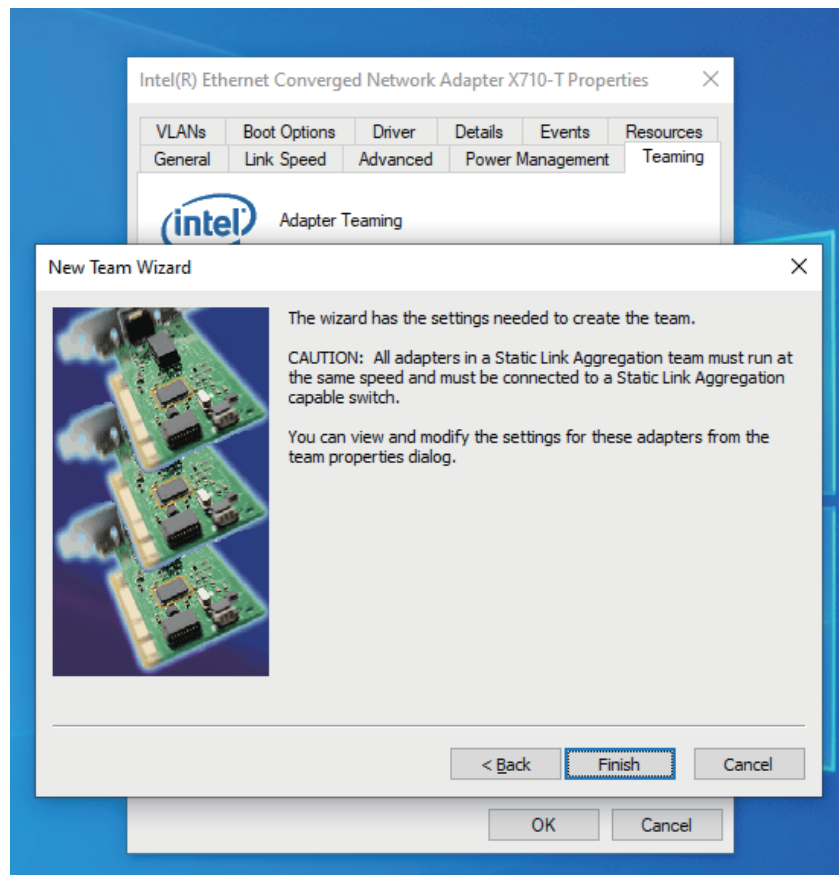 Intel(R) Ethernet Converged Network Adapter X710-T Properties
VLANs Boot Options Driver Details Events Resources
General Link Speed Advanced Power Management Teaming
intel Adapter Teaming
New Team Wizard
The wizard has the settings needed to create the team.
CAUTION: All adapters in a Static Link Aggregation team must run at
the same speed and must be connected to a Static Link Aggregation
capable switch.
You can view and modify the settings for these adapters from the
team properties dialog.
< Back Finish Cancel
OK Cancel